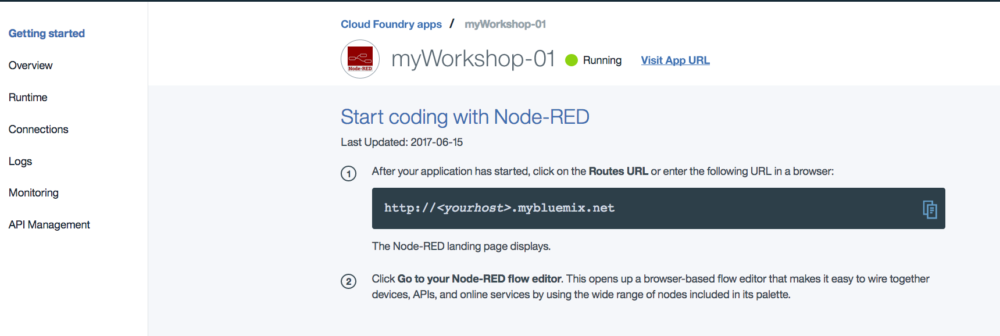 Getting started
Overview
Runtime
Connections
Logs
Monitoring
API Management
Cloud Foundry apps / myWorkshop-01
Node-RED
myWorkshop-01 Running Visit App URL
Start coding with Node-RED
Last Updated: 2017-06-15
1 After your application has started, click on the Routes URL or enter the following URL in a browser:
http://<yourhost>.mybluemix.net
The Node-RED landing page displays.
2 Click Go to your Node-RED flow editor. This opens up a browser-based flow editor that makes it easy to wire together
devices, APIs, and online services by using the wide range of nodes included in its palette.